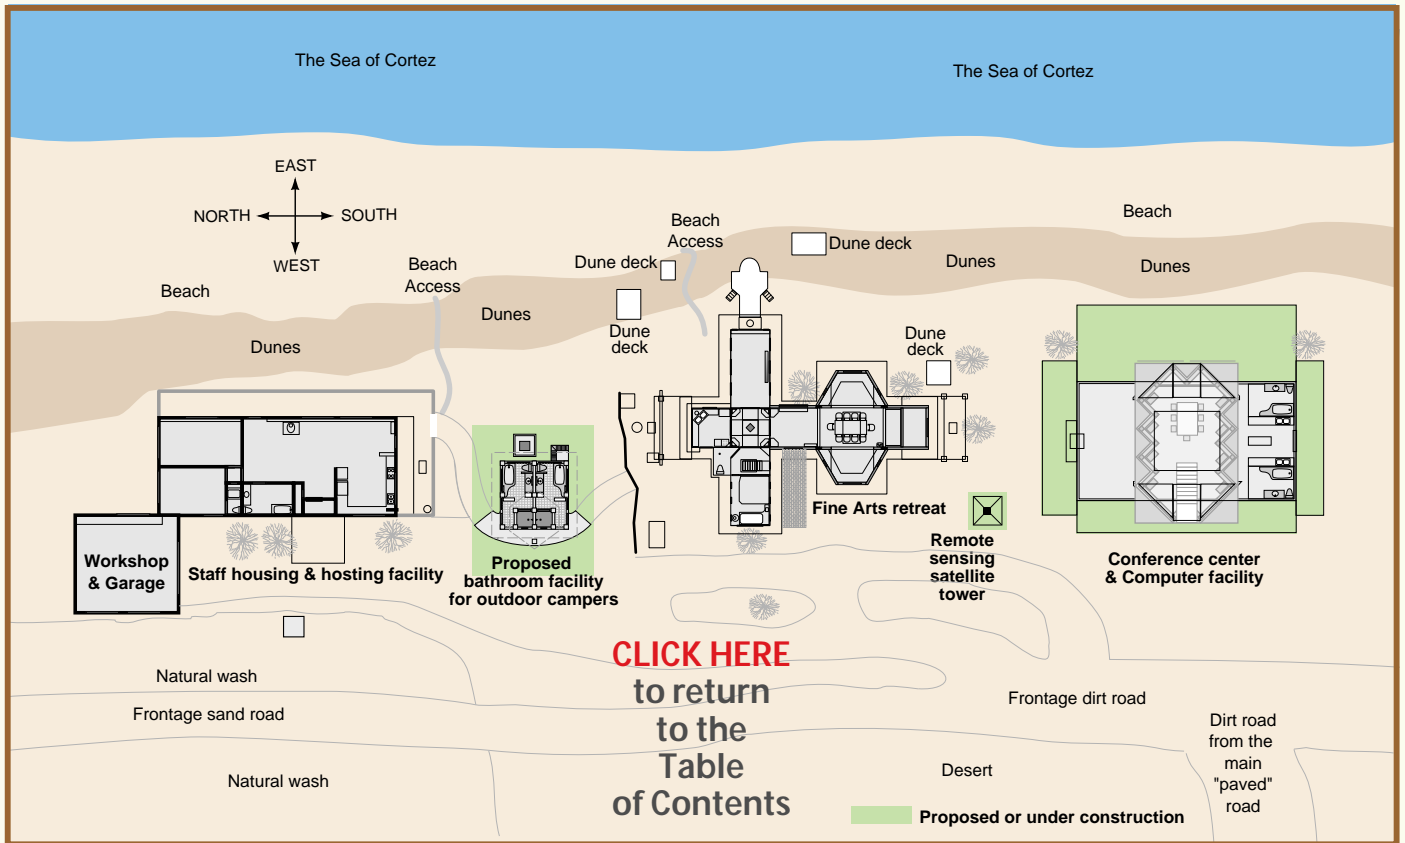 The Sea of Cortez
The Sea of Cortez
EAST
NORTH
SOUTH
WEST
Beach
Beach
Access
Dune deck
Beach
Access
Dune deck
Beach
Dunes
Dunes
Beach
Dunes
Dune
deck
Dune
deck
Dunes
Workshop
& Garage
Staff housing & hosting facility
Proposed
bathroom facility
for outdoor campers
Fine Arts retreat
Remote
sensing
satellite
tower
Conference center
& Computer facility
CLICK HERE
to return
to the
Table
of Contents
Natural wash
Frontage sand road
Natural wash
Frontage dirt road
Dirt road
from the
main
"paved"
road
Desert
Proposed or under construction